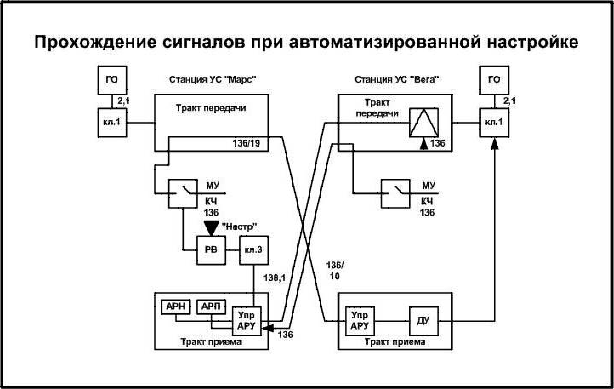 Прохождение сигналов при автоматизированной настройке
ГО
Станция УС "Марс"
Станция УС "Вега"
ГО
2,1
2,1
кл.1
Тракт передачи
Тракт
передачи
кл.1
136/19
136
МУ
КЧ
136
МУ
КЧ
136
"Настр"
РВ
кл.3
138,1
136/
10
АРН
АРП
Упр
АРУ
136
Упр
АРУ
ДУ
Тракт приема
Тракт приема